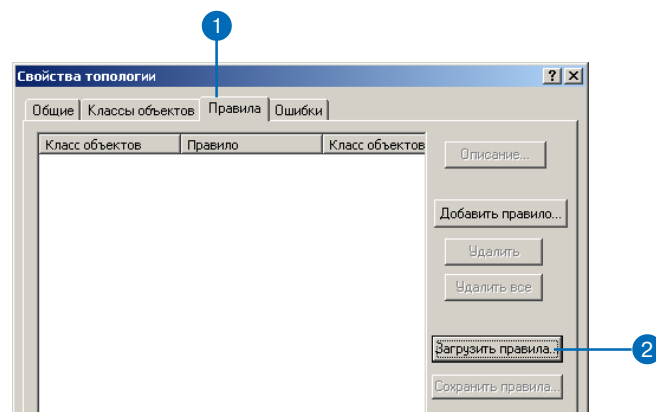 1
Свойства топологии
Общие Классы объектов Правила Ошибки
Класс объектов Правило Класс объектов
Описание...
Добавить правило...
Удалить
Удалить все
Загрузить правила...
2
Сохранить правила...